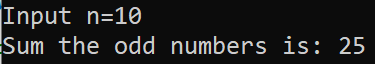 Input n=10
Sum the odd numbers is: 25